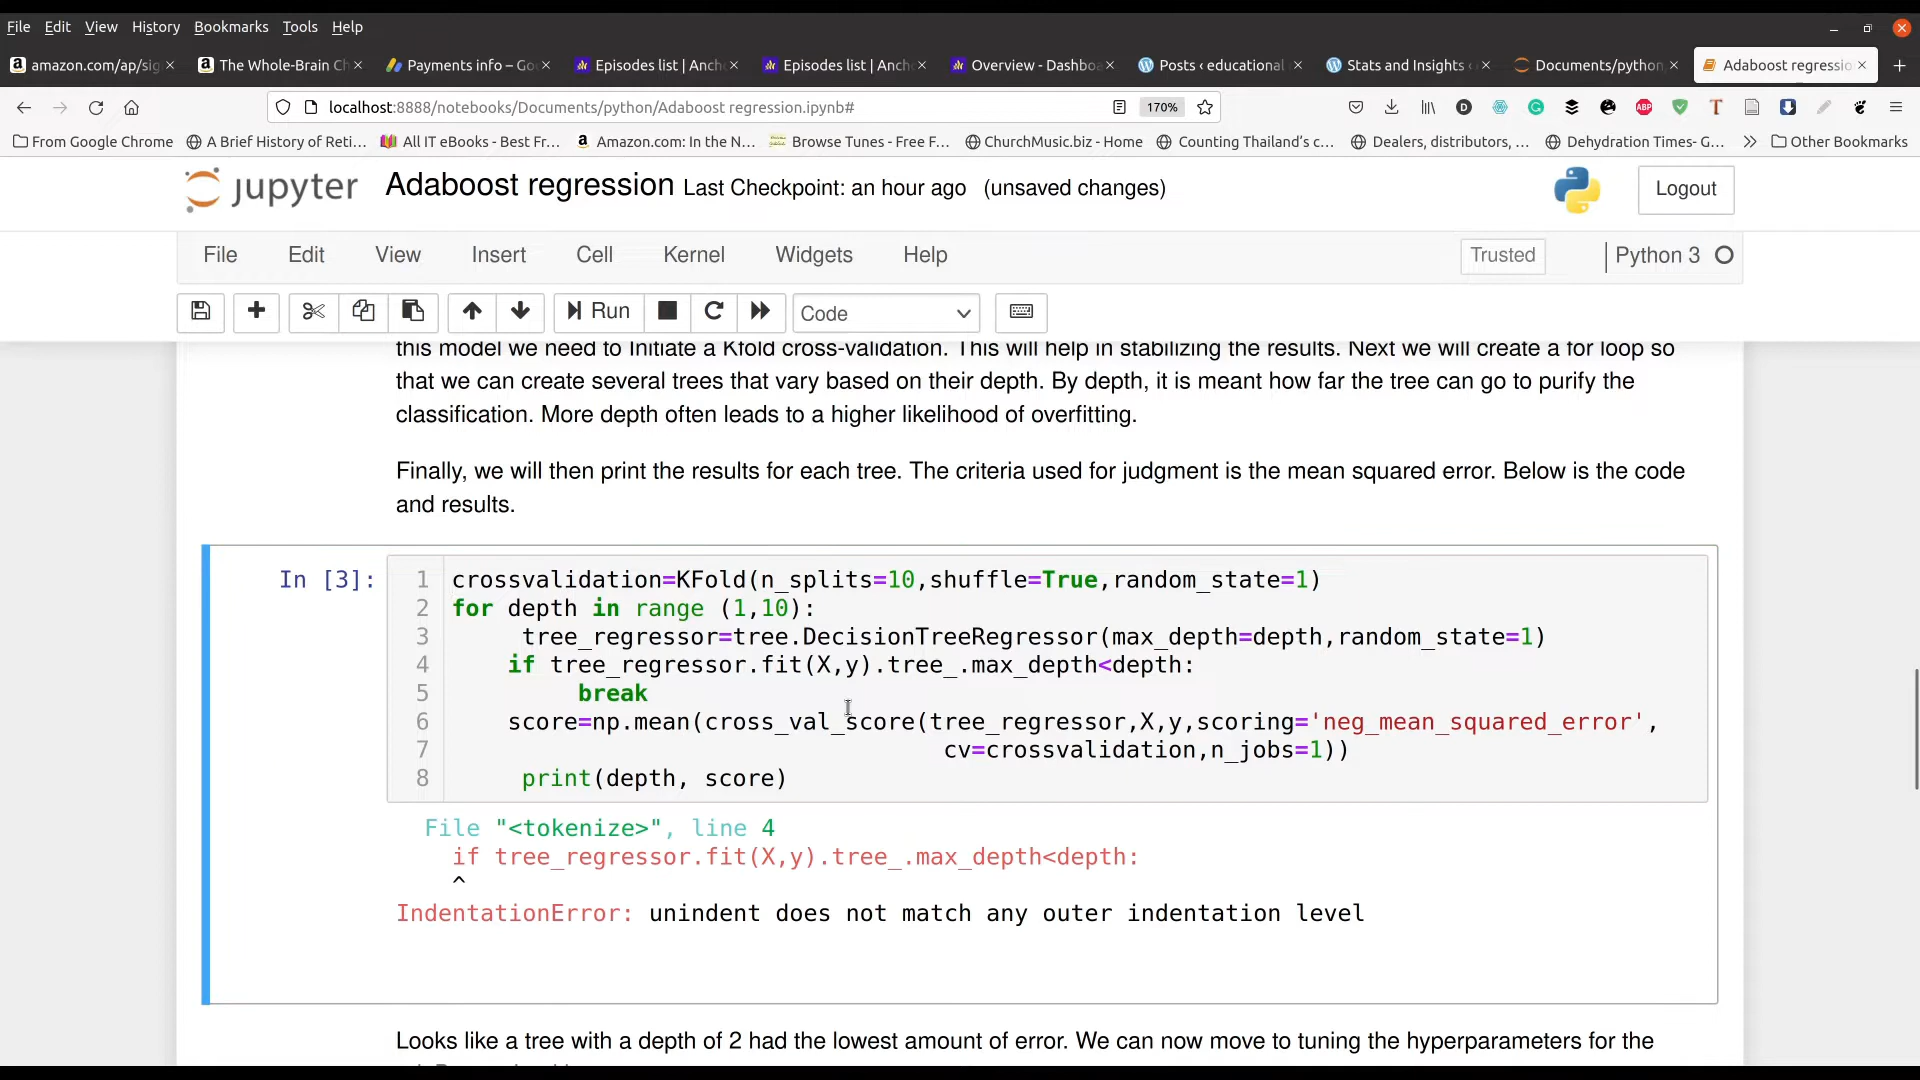 File Edit View History Bookmarks Tools Help
amazon.com/ap/sig
The Whole-Brain Ch
Payments info – Go
Episodes list | Anch
Episodes list | Anch
Overview - Dashboa
Posts ‹ educational
Stats and Insights ‹
Documents/python,
Adaboost regressio
localhost:8888/notebooks/Documents/python/Adaboost regression.ipynb#
170%
From Google Chrome
A Brief History of Reti...
All IT eBooks - Best Fr...
Amazon.com: In the N...
Browse Tunes - Free F...
ChurchMusic.biz - Home
Counting Thailand's c...
Dealers, distributors, ...
Dehydration Times- G...
Other Bookmarks
jupyter Adaboost regression Last Checkpoint: an hour ago (unsaved changes)
Logout
File Edit View Insert Cell Kernel Widgets Help
Trusted
Python 3
Run
Code
this model we need to Initiate a Kfold cross-validation. This will help in stabilizing the results. Next we will create a for loop so
that we can create several trees that vary based on their depth. By depth, it is meant how far the tree can go to purify the
classification. More depth often leads to a higher likelihood of overfitting.
Finally, we will then print the results for each tree. The criteria used for judgment is the mean squared error. Below is the code
and results.
In [3]:
1 crossvalidation=KFold(n_splits=10,shuffle=True,random_state=1)
2 for depth in range (1,10):
3 tree_regressor=tree.DecisionTreeRegressor(max_depth=depth,random_state=1)
4 if tree_regressor.fit(X,y).tree_.max_depth<depth:
5 break
6 score=np.mean(cross_val_score(tree_regressor,X,y,scoring='neg_mean_squared_error',
7 cv=crossvalidation,n_jobs=1))
8 print(depth, score)
File "<tokenize>", line 4
if tree_regressor.fit(X,y).tree_.max_depth<depth:
^
IndentationError: unindent does not match any outer indentation level
Looks like a tree with a depth of 2 had the lowest amount of error. We can now move to tuning the hyperparameters for the